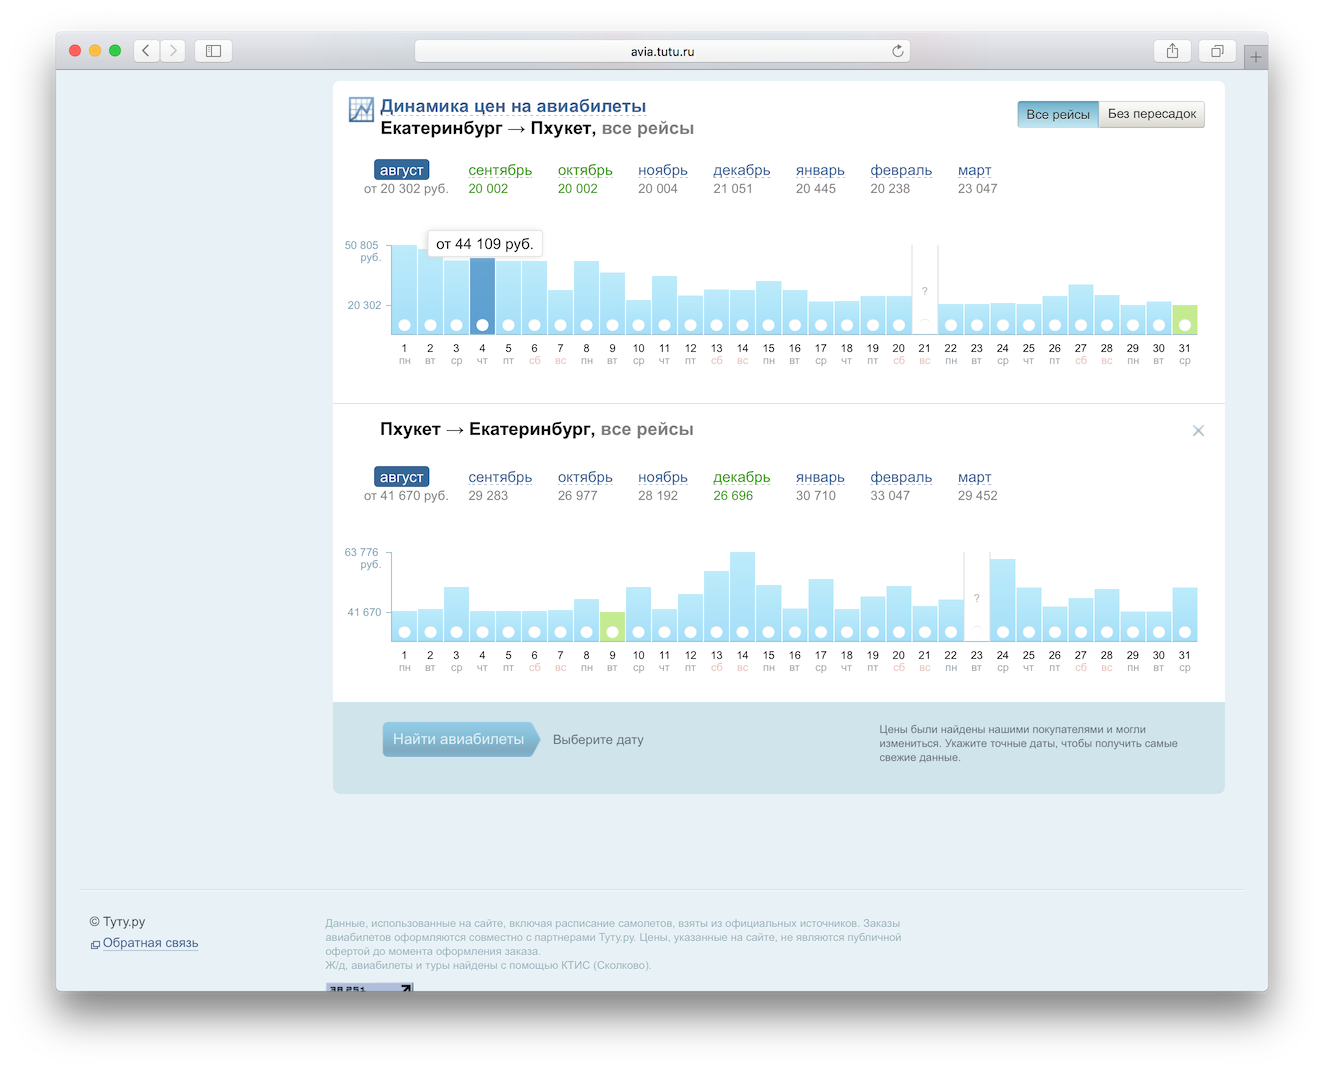 avia.tutu.ru
Динамика цен на авиабилеты
Екатеринбург → Пхукет, все рейсы
Все рейсы Без пересадок
август сентябрь октябрь ноябрь декабрь январь февраль март
от 20 302 руб. 20 002 20 002 20 004 21 051 20 445 20 238 23 047
от 44 109 руб.
50 805
руб.
?
20 302
1 2 3 4 5 6 7 8 9 10 11 12 13 14 15 16 17 18 19 20 21 22 23 24 25 26 27 28 29 30 31
пн вт ср чт пт сб вс пн вт ср чт пт сб вс пн вт ср чт пт сб вс пн вт ср чт пт сб вс пн вт ср
Пхукет → Екатеринбург, все рейсы
август сентябрь октябрь ноябрь декабрь январь февраль март
от 41 670 руб. 29 283 26 977 28 192 26 696 30 710 33 047 29 452
63 776
руб.
?
41 670
1 2 3 4 5 6 7 8 9 10 11 12 13 14 15 16 17 18 19 20 21 22 23 24 25 26 27 28 29 30 31
пн вт ср чт пт сб вс пн вт ср чт пт сб вс пн вт ср чт пт сб вс пн вт ср чт пт сб вс пн вт ср
Найти авиабилеты Выберите дату
Цены были найдены нашими покупателями и могли
измениться. Укажите точные даты, чтобы получить самые
свежие данные.
© Туту.ру
Обратная связь
Данные, использованные на сайте, включая расписание самолетов, взяты из официальных источников. Заказы
авиабилетов оформляются совместно с партнерами Туту.ру. Цены, указанные на сайте, не являются публичной
офертой до момента оформления заказа.
Ж/д, авиабилеты и туры найдены с помощью КТИС (Сколково).